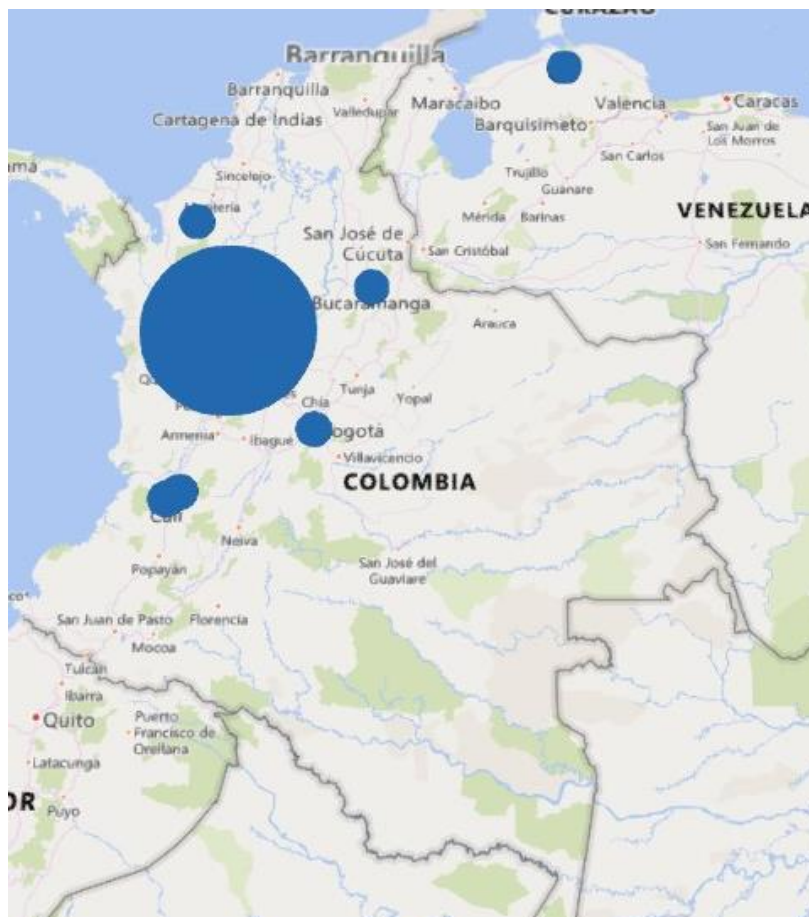 CURAZAO
Barranquilla
Barranquilla
Maracaibo
Valencia
Caracas
Cartagena de Indias
Valledupar
Barquisimeto
San Juan de
Los Morros
San Carlos
Sincelejo
Trujillo
Guanare
Montería
Mérida
Barinas
VENEZUELA
San José de
Cúcuta
San Cristóbal
San Fernando
Bucaramanga
Arauca
Tunja
Chía
Yopal
Armenia
Ibagué
ogotá
Villavicencio
COLOMBIA
Cali
Neiva
San José del
Guaviare
Popayán
San Juan de Pasto
Florencia
Mocoa
Tulcán
Ibarra
Quito
Puerto
Francisco de
Orellana
Latacunga
OR
Puyo